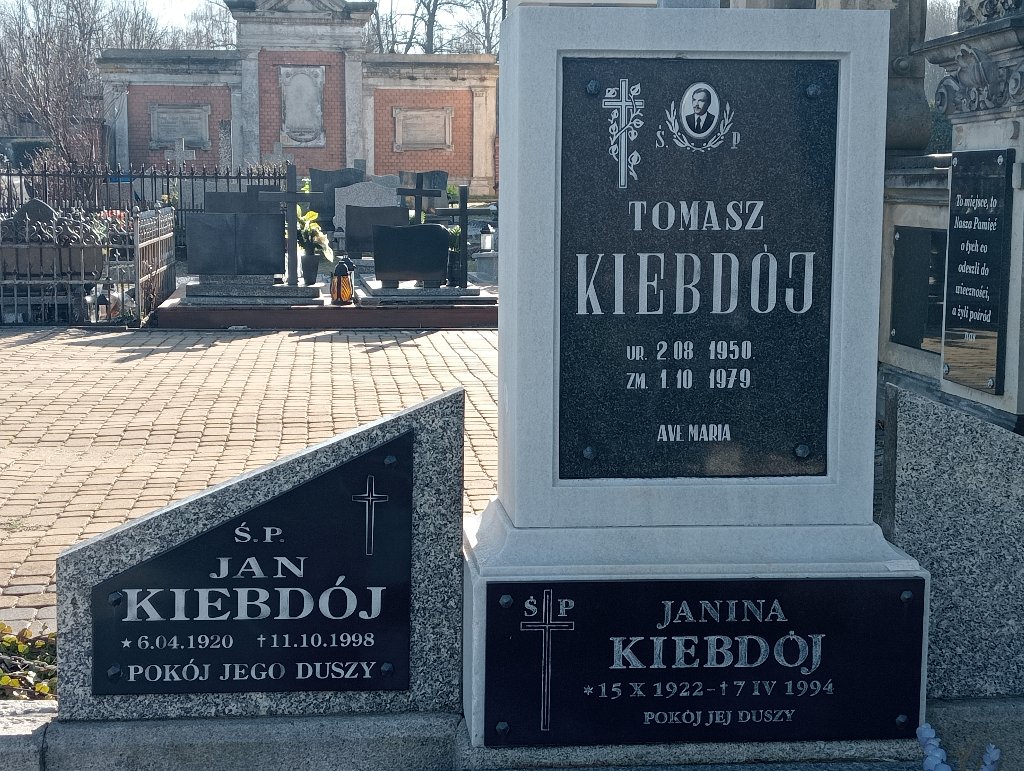 Ś P
TOMASZ
KIEBDÓJ
UR. 2 08 1950
ZM. 1 10 1979
AVE MARIA
Ś.P.
JAN
KIEBDÓJ
*6.04.1920 †11.10.1998
POKÓJ JEGO DUSZY
Ś P
JANINA
KIEBDÓJ
*15 X 1922-†7 IV 1994
POKÓJ JEJ DUSZY
To miejsce, to
Nasza Pamięć
o tych co
odeszli do
wieczności,
a żyli pośród
nas